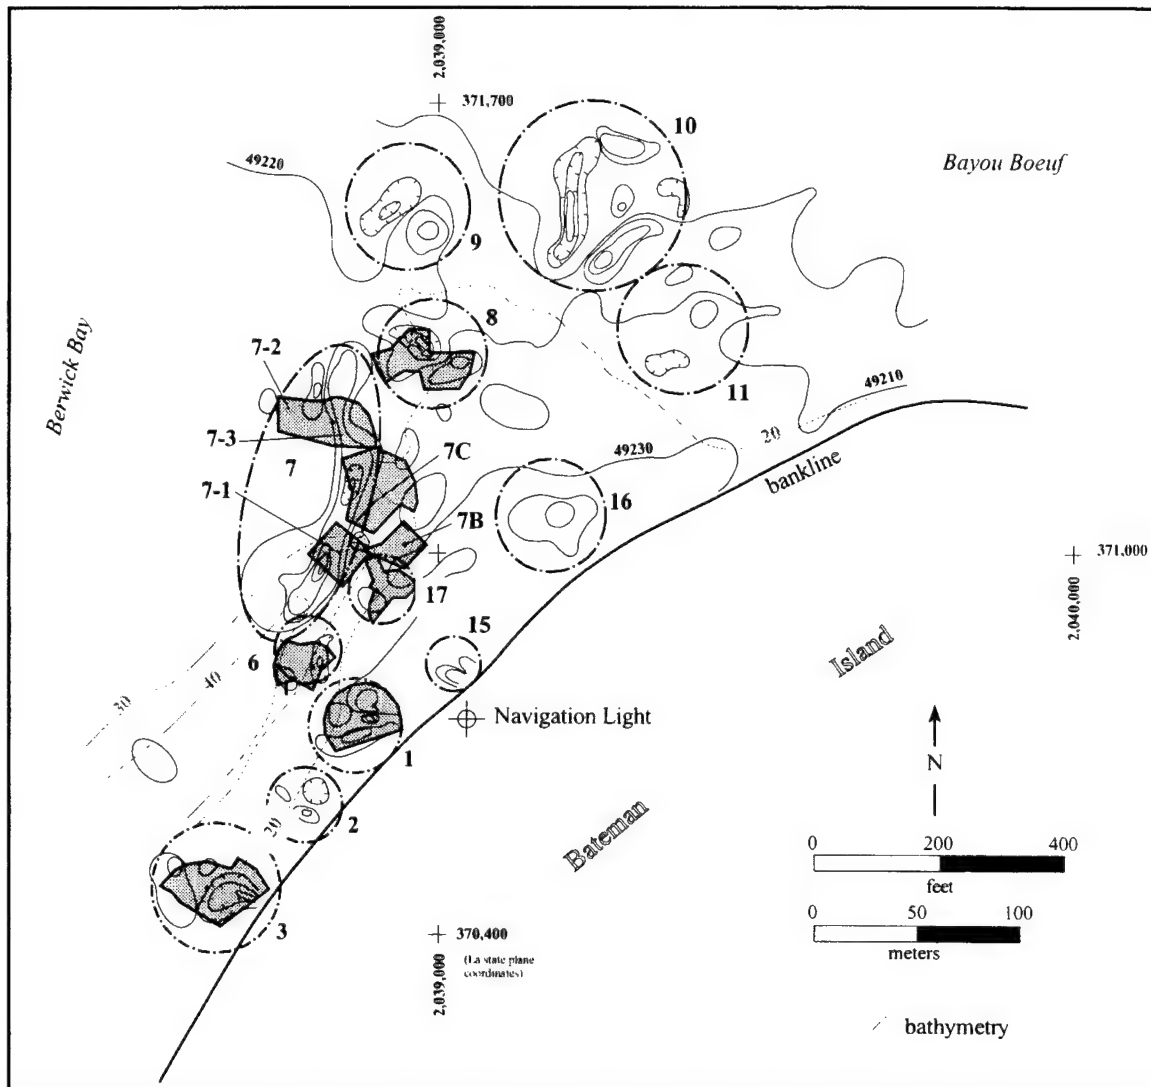 2,039,000
371,700
10
Bayou Boeuf
49220
9
8
Berwick Bay
7-2
11
49210
7-3
20
7C
49230
7
bankline
7-1
16
7B
371,000
17
2,040,000
15
Island
6
40
30
Navigation Light
N
1
20
2
Bateman
0 200 400
feet
3
0 50 100
meters
370,400
(La state plane
coordinates)
2,039,000
bathymetry